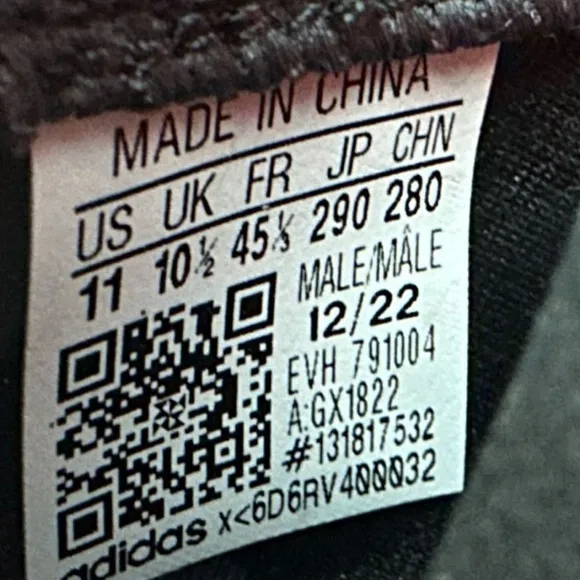 MADE IN CHINA
US UK FR JP CHN
11 10½ 45⅓ 290 280
MALE/MÂLE
12/22
EVH 791004
A:GX1822
#131817532
adidas x<6D6RV400032